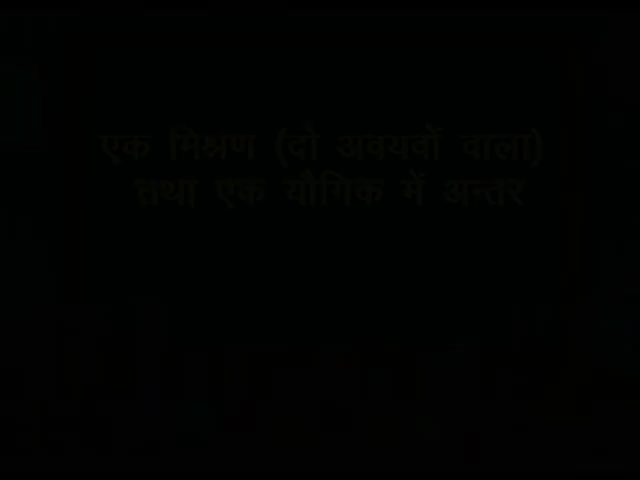 एक मिश्रण (दो अवयवों वाला)
तथा एक यौगिक में अन्तर